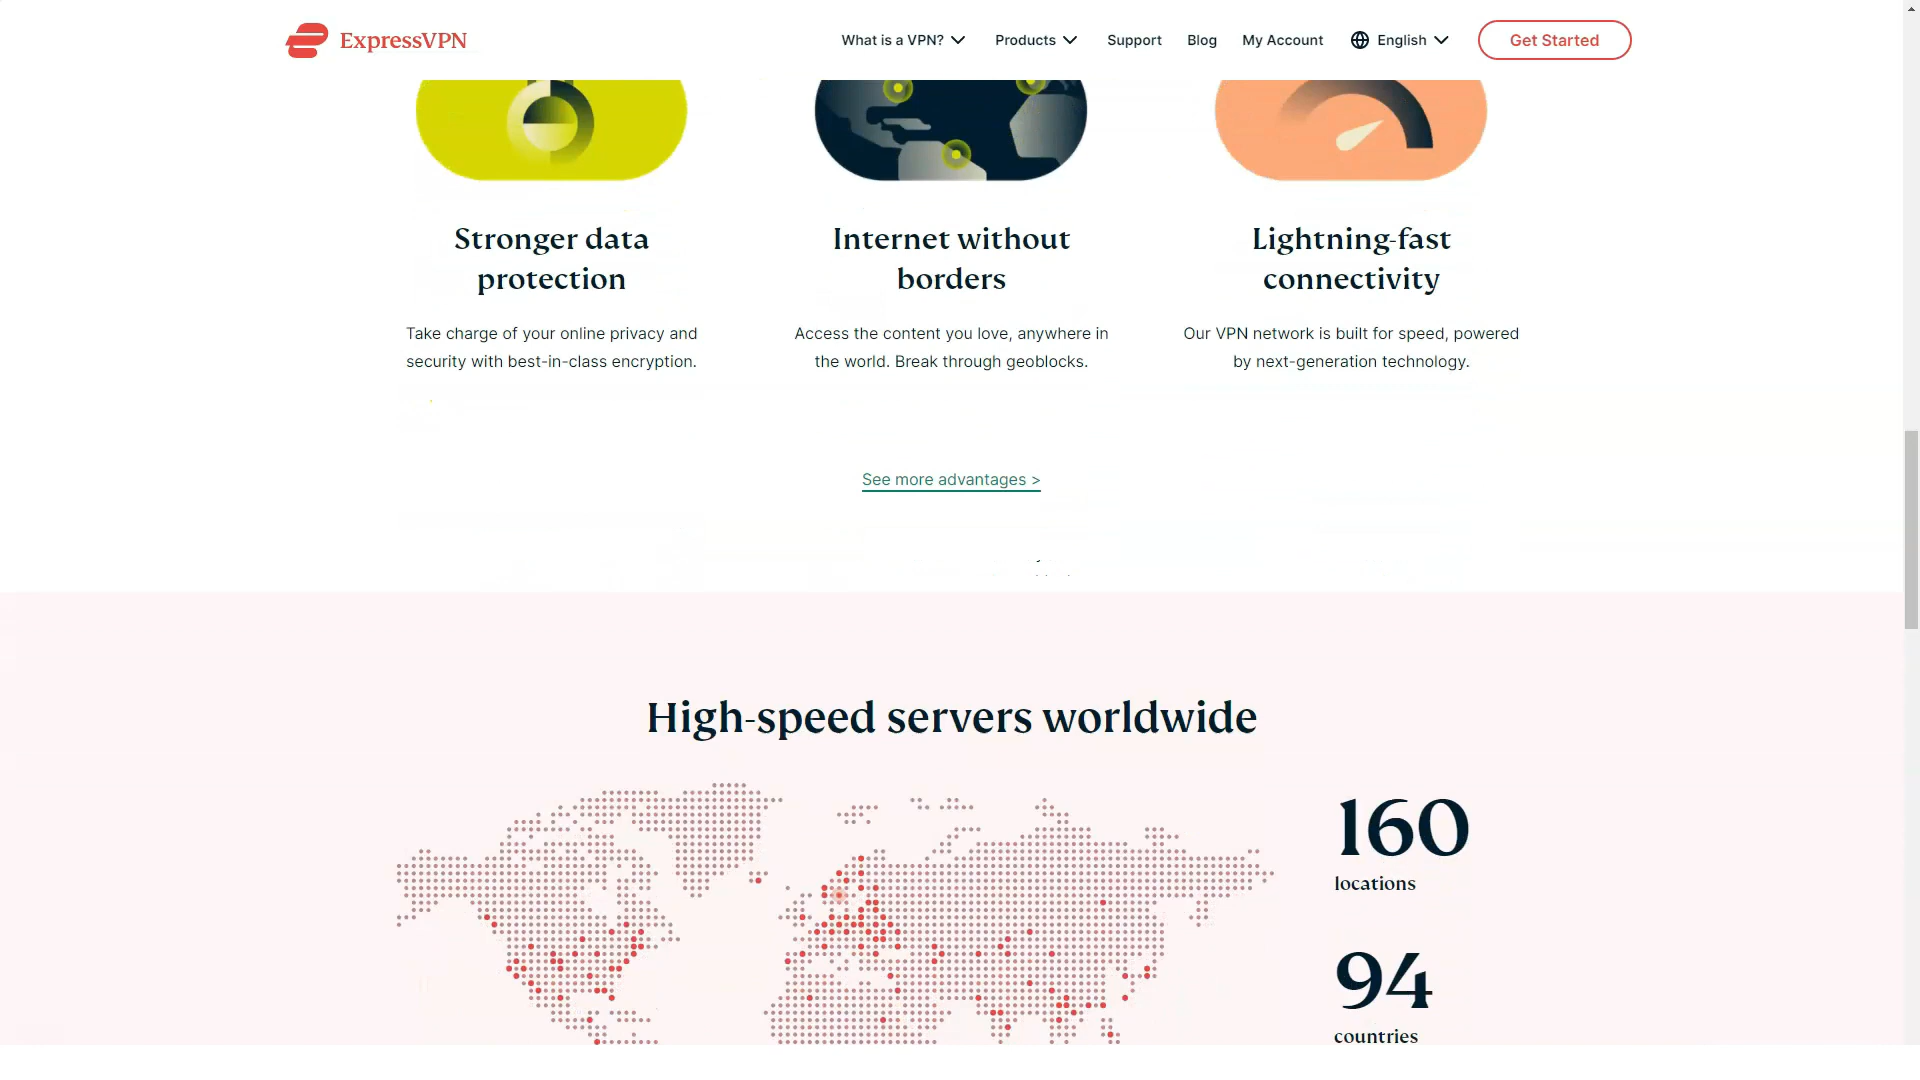 ExpressVPN
What is a VPN? Products Support Blog My Account English Get Started
Stronger data
protection
Internet without
borders
Lightning-fast
connectivity
Take charge of your online privacy and
security with best-in-class encryption.
Access the content you love, anywhere in
the world. Break through geoblocks.
Our VPN network is built for speed, powered
by next-generation technology.
See more advantages >
High-speed servers worldwide
160
locations
94
countries